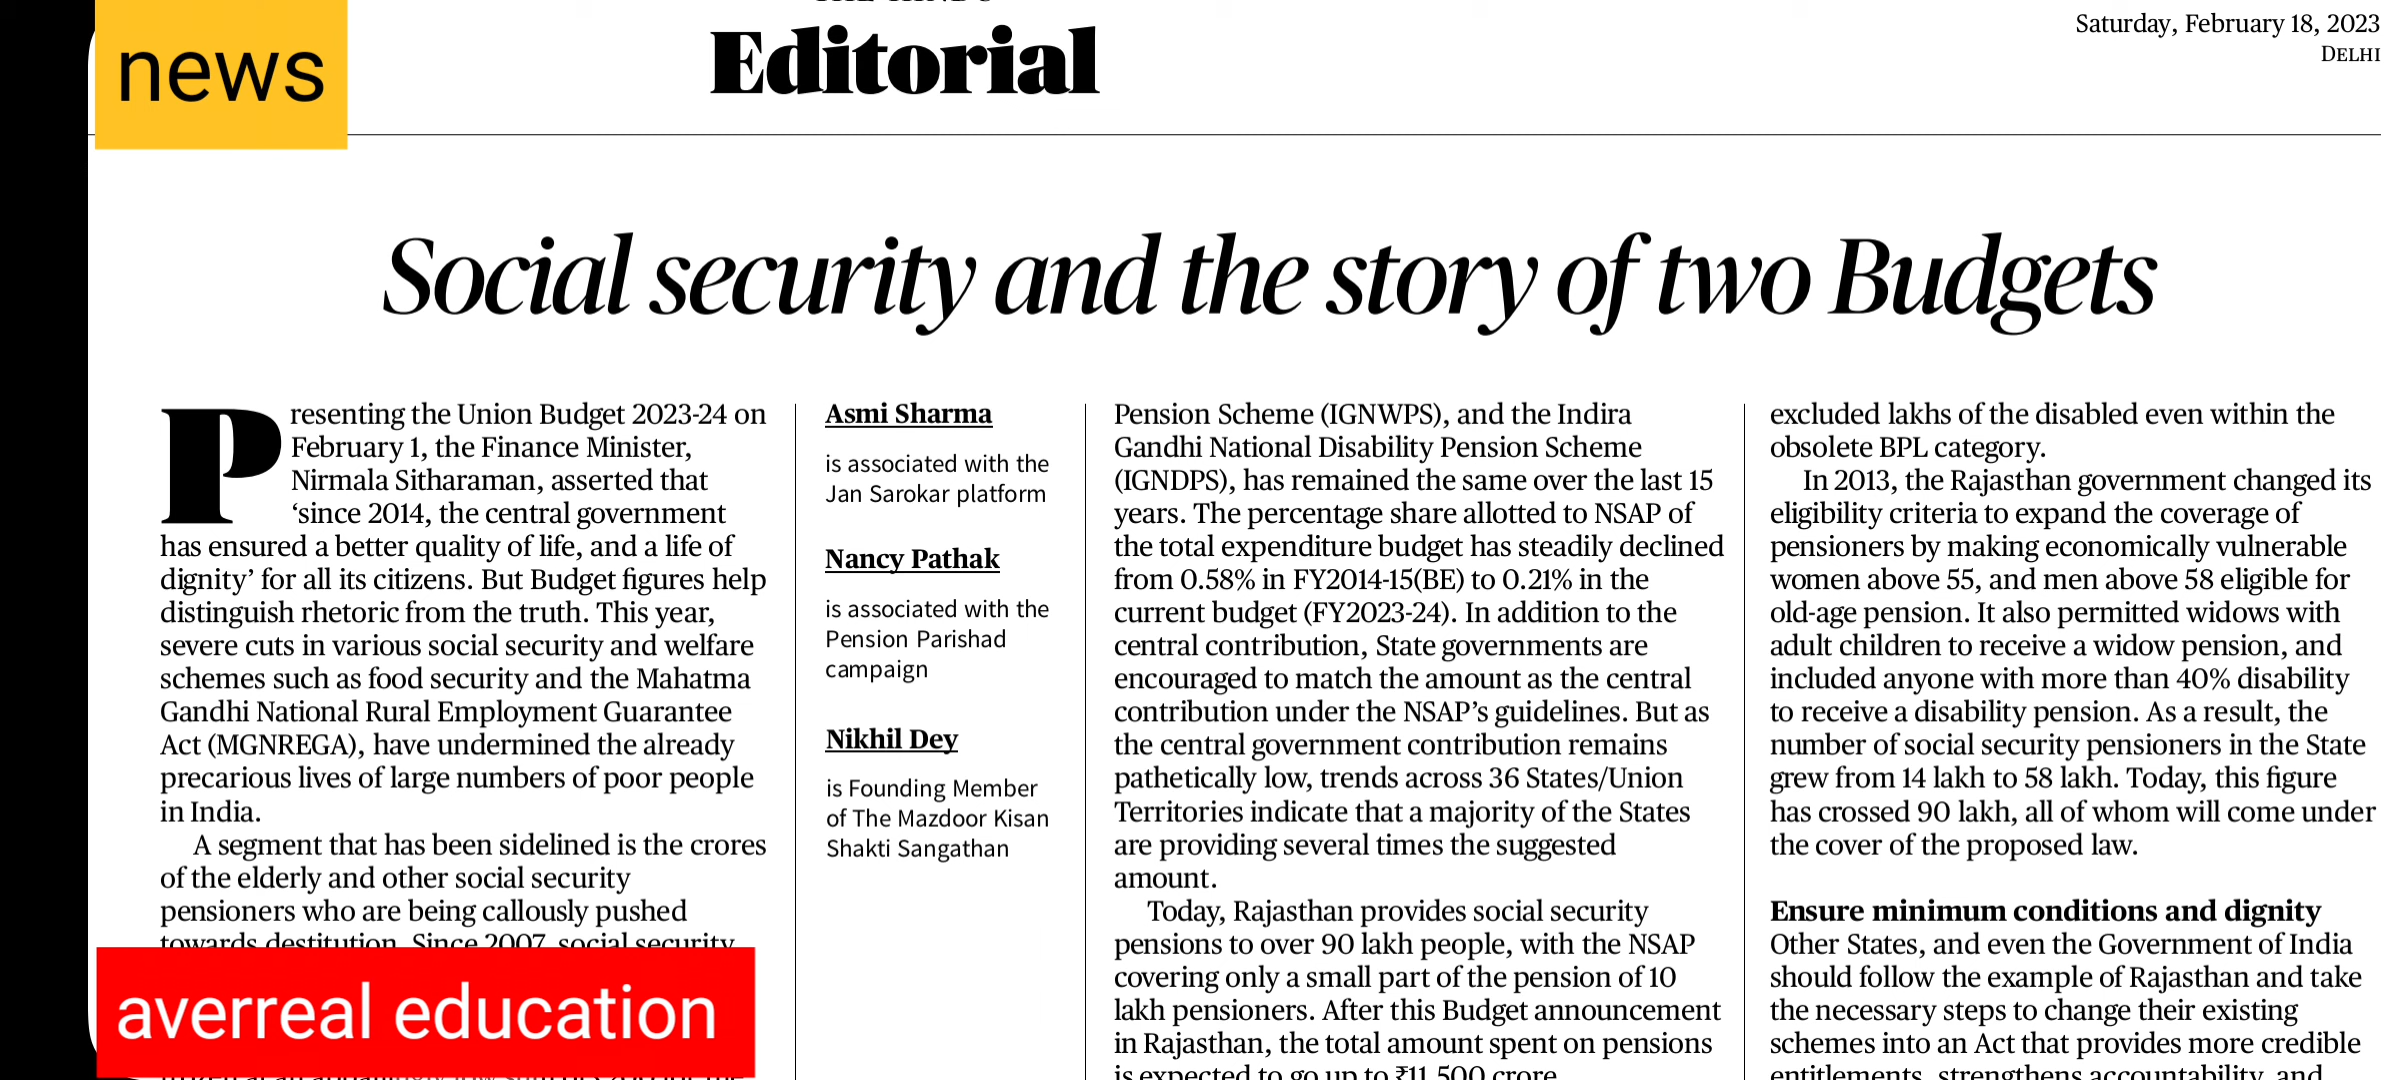 news
Editorial
Saturday, February 18, 2023
DELHI
Social security and the story of two Budgets
Presenting the Union Budget 2023-24 on
February 1, the Finance Minister,
Nirmala Sitharaman, asserted that
‘since 2014, the central government
has ensured a better quality of life, and a life of
dignity’ for all its citizens. But Budget figures help
distinguish rhetoric from the truth. This year,
severe cuts in various social security and welfare
schemes such as food security and the Mahatma
Gandhi National Rural Employment Guarantee
Act (MGNREGA), have undermined the already
precarious lives of large numbers of poor people
in India.
A segment that has been sidelined is the crores
of the elderly and other social security
pensioners who are being callously pushed
towards destitution. Since 2007, social security
averreal education
Asmi Sharma
is associated with the
Jan Sarokar platform
Nancy Pathak
is associated with the
Pension Parishad
campaign
Nikhil Dey
is Founding Member
of The Mazdoor Kisan
Shakti Sangathan
Pension Scheme (IGNWPS), and the Indira
Gandhi National Disability Pension Scheme
(IGNDPS), has remained the same over the last 15
years. The percentage share allotted to NSAP of
the total expenditure budget has steadily declined
from 0.58% in FY2014-15(BE) to 0.21% in the
current budget (FY2023-24). In addition to the
central contribution, State governments are
encouraged to match the amount as the central
contribution under the NSAP’s guidelines. But as
the central government contribution remains
pathetically low, trends across 36 States/Union
Territories indicate that a majority of the States
are providing several times the suggested
amount.
Today, Rajasthan provides social security
pensions to over 90 lakh people, with the NSAP
covering only a small part of the pension of 10
lakh pensioners. After this Budget announcement
in Rajasthan, the total amount spent on pensions
is expected to go up to ₹11,500 crore.
excluded lakhs of the disabled even within the
obsolete BPL category.
In 2013, the Rajasthan government changed its
eligibility criteria to expand the coverage of
pensioners by making economically vulnerable
women above 55, and men above 58 eligible for
old-age pension. It also permitted widows with
adult children to receive a widow pension, and
included anyone with more than 40% disability
to receive a disability pension. As a result, the
number of social security pensioners in the State
grew from 14 lakh to 58 lakh. Today, this figure
has crossed 90 lakh, all of whom will come under
the cover of the proposed law.
Ensure minimum conditions and dignity
Other States, and even the Government of India
should follow the example of Rajasthan and take
the necessary steps to change their existing
schemes into an Act that provides more credible
entitlements, strengthens accountability, and